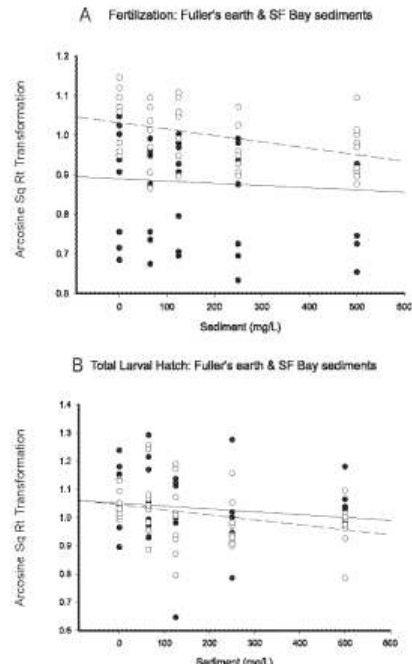 A Fertilization: Fuller's earth & SF Bay sediments
Arcosine Sq Rt Transformation
1.2
1.1
1.0
0.9
0.8
0.7
0.6
0 100 200 300 400 500 600
Sediment (mg/L)
B Total Larval Hatch: Fuller's earth & SF Bay sediments
Arcosine Sq Rt Transformation
1.4
1.3
1.2
1.1
1.0
0.9
0.8
0.7
0.6
0 100 200 300 400 500 600
Sediment (mg/L)